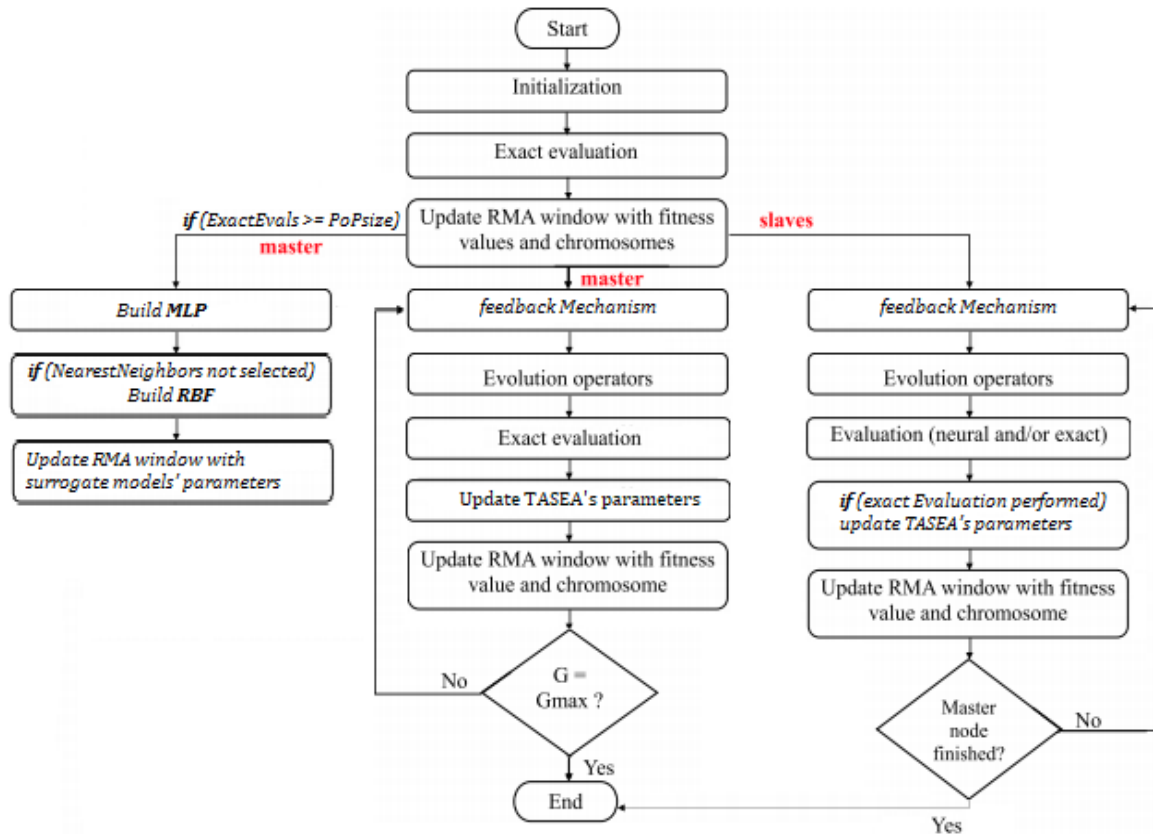 Start
Initialization
Exact evaluation
Update RMA window with fitness
values and chromosomes
if (ExactEvals >= PoPsize)
master
slaves
master
Build MLP
if (NearestNeighbors not selected)
Build RBF
Update RMA window with
surrogate models' parameters
feedback Mechanism
Evolution operators
Exact evaluation
Update TASEA's parameters
Update RMA window with fitness
value and chromosome
G =
Gmax ?
No
Yes
End
feedback Mechanism
Evolution operators
Evaluation (neural and/or exact)
if (exact Evaluation performed)
update TASEA's parameters
Update RMA window with fitness
value and chromosome
Master
node
finished?
No
Yes